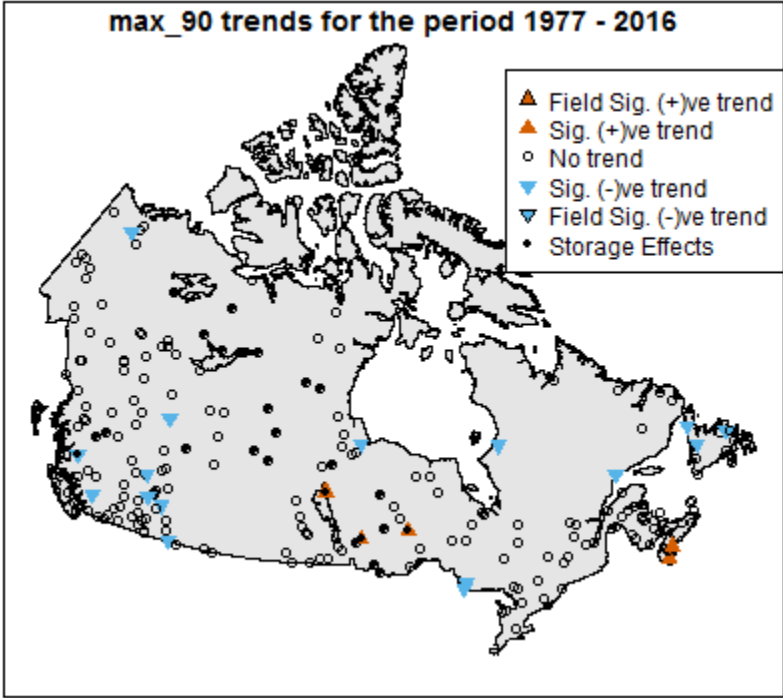 max_90 trends for the period 1977 - 2016
Field Sig. (+)ve trend
Sig. (+)ve trend
No trend
Sig. (-)ve trend
Field Sig. (-)ve trend
Storage Effects